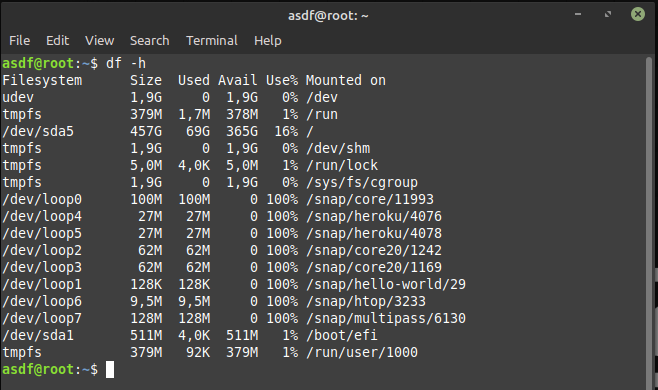 asdf@root: ~
File Edit View Search Terminal Help
asdf@root:~$ df -h
Filesystem      Size  Used Avail Use% Mounted on
udev            1,9G     0  1,9G   0% /dev
tmpfs           379M  1,7M  378M   1% /run
/dev/sda5       457G   69G  365G  16% /
tmpfs           1,9G     0  1,9G   0% /dev/shm
tmpfs           5,0M  4,0K  5,0M   1% /run/lock
tmpfs           1,9G     0  1,9G   0% /sys/fs/cgroup
/dev/loop0      100M  100M     0 100% /snap/core/11993
/dev/loop4       27M   27M     0 100% /snap/heroku/4076
/dev/loop5       27M   27M     0 100% /snap/heroku/4078
/dev/loop2       62M   62M     0 100% /snap/core20/1242
/dev/loop3       62M   62M     0 100% /snap/core20/1169
/dev/loop1      128K  128K     0 100% /snap/hello-world/29
/dev/loop6      9,5M  9,5M     0 100% /snap/htop/3233
/dev/loop7      128M  128M     0 100% /snap/multipass/6130
/dev/sda1       511M  4,0K  511M   1% /boot/efi
tmpfs           379M   92K  379M   1% /run/user/1000
asdf@root:~$